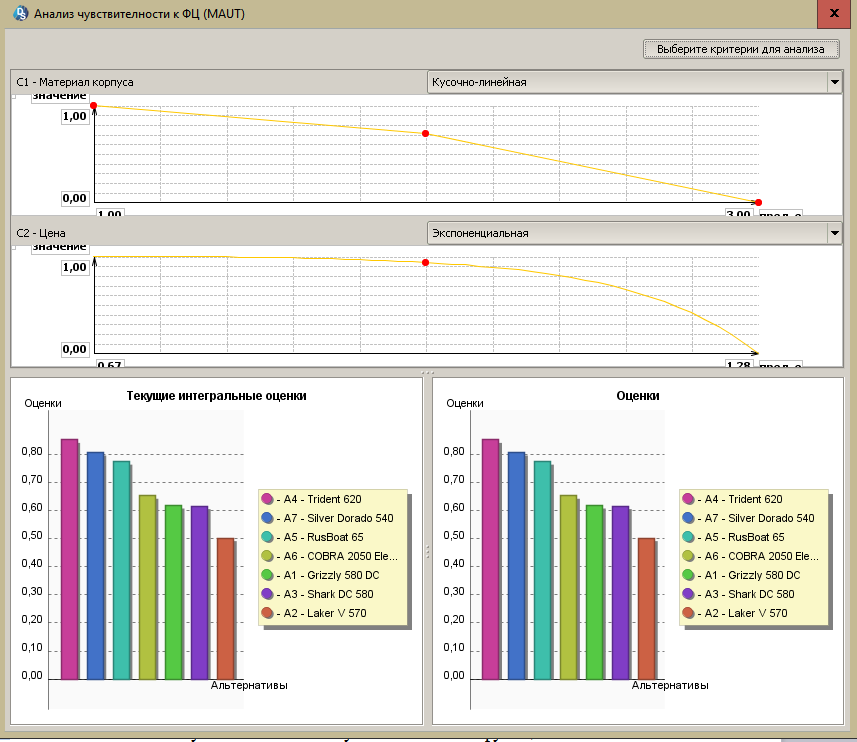 Анализ чувствителности к ФЦ (MAUT)
Выберите критерии для анализа
C1 - Материал корпуса
Кусочно-линейная
значение
1,00
0,00
1,00
3,00
C2 - Цена
Экспоненциальная
значение
1,00
0,00
0,67
1,28
Текущие интегральные оценки
Оценки
0,80
0,70
0,60
0,50
0,40
0,30
0,20
0,10
0,00
Альтернативы
- A4 - Trident 620
- A7 - Silver Dorado 540
- A5 - RusBoat 65
- A6 - COBRA 2050 Ele...
- A1 - Grizzly 580 DC
- A3 - Shark DC 580
- A2 - Laker V 570
Оценки
Оценки
0,80
0,70
0,60
0,50
0,40
0,30
0,20
0,10
0,00
Альтернативы
- A4 - Trident 620
- A7 - Silver Dorado 540
- A5 - RusBoat 65
- A6 - COBRA 2050 Ele...
- A1 - Grizzly 580 DC
- A3 - Shark DC 580
- A2 - Laker V 570